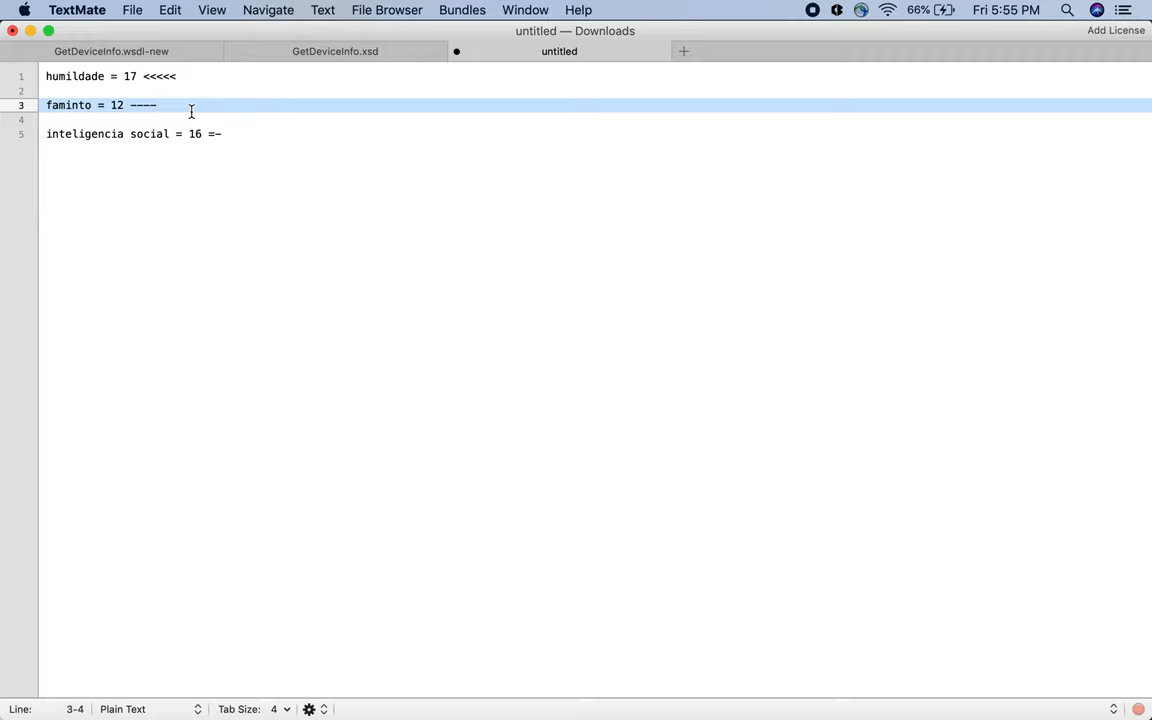 TextMate File Edit View Navigate Text File Browser Bundles Window Help 66% Fri 5:55 PM
untitled — Downloads Add License
GetDeviceInfo.wsdl-new GetDeviceInfo.xsd untitled
1 humildade = 17 <<<<<
2
3 faminto = 12 ----
4
5 inteligencia social = 16 =-
Line: 3-4 Plain Text Tab Size: 4